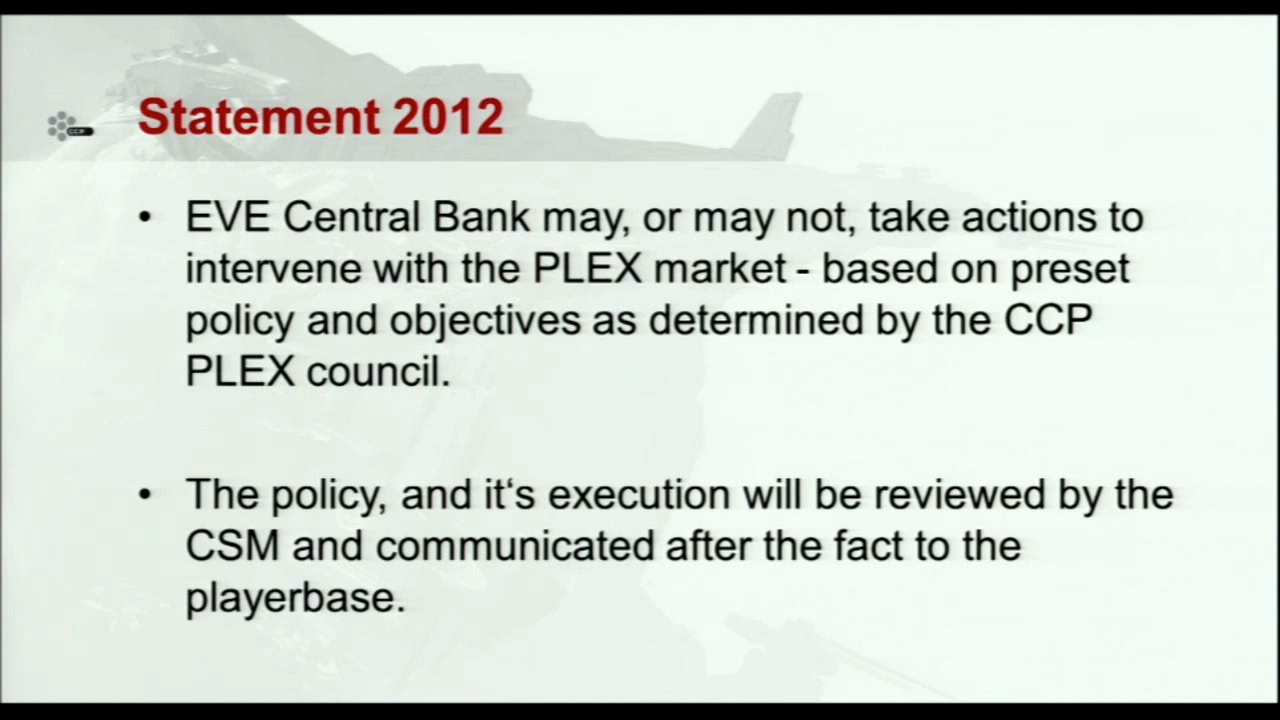 CCP
Statement 2012
• EVE Central Bank may, or may not, take actions to
intervene with the PLEX market - based on preset
policy and objectives as determined by the CCP
PLEX council.
• The policy, and it‘s execution will be reviewed by the
CSM and communicated after the fact to the
playerbase.